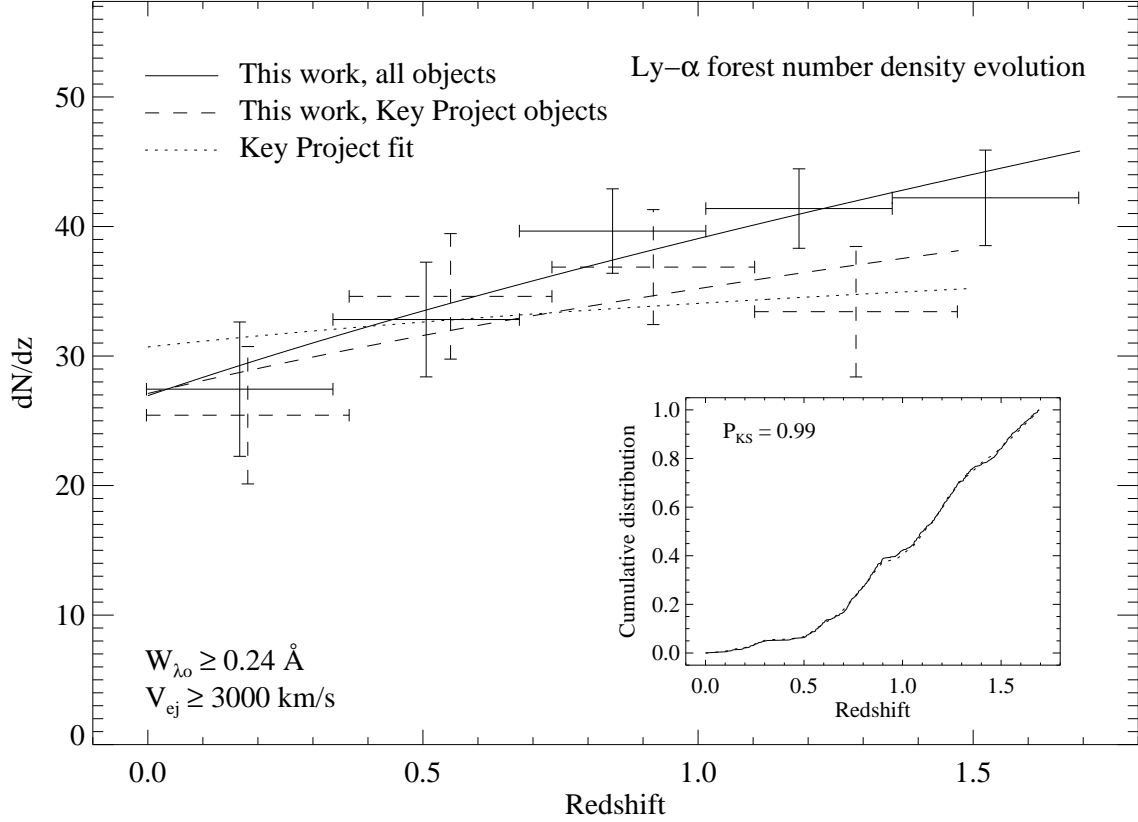 Ly−α forest number density evolution
This work, all objects
This work, Key Project objects
Key Project fit
dN/dz
50
40
30
20
10
0
0.0 0.5 1.0 1.5
Redshift
W_λo ≥ 0.24 Å
V_ej ≥ 3000 km/s
P_KS = 0.99
Cumulative distribution
1.0
0.8
0.6
0.4
0.2
0.0
0.0 0.5 1.0 1.5
Redshift